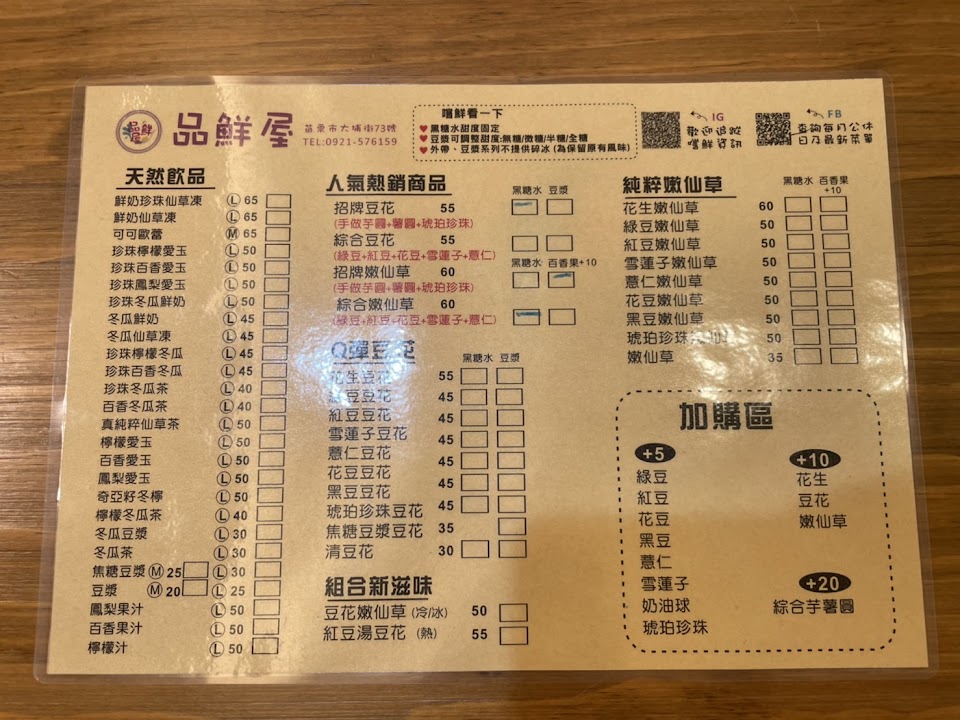 品鮮
品鮮屋
苗栗市大埔街73號
TEL:0921-576159
嚐鮮看一下
♥黑糖水甜度固定
♥豆漿可調整甜度:無糖/微糖/半糖/全糖
♥外帶、豆漿系列不提供碎冰 (為保留原有風味)
IG
歡迎追蹤
嚐鮮資訊
FB
查詢每月公休
日及最新菜單
天然飲品
鮮奶珍珠仙草凍 Ⓛ 65
鮮奶仙草凍 Ⓛ 65
可可歐蕾 Ⓜ 65
珍珠檸檬愛玉 Ⓛ 50
珍珠百香愛玉 Ⓛ 50
珍珠鳳梨愛玉 Ⓛ 50
珍珠冬瓜鮮奶 Ⓛ 50
冬瓜鮮奶 Ⓛ 45
冬瓜仙草凍 Ⓛ 45
珍珠檸檬冬瓜 Ⓛ 45
珍珠百香冬瓜 Ⓛ 45
珍珠冬瓜茶 Ⓛ 40
百香冬瓜茶 Ⓛ 40
真純粹仙草茶 Ⓛ 50
檸檬愛玉 Ⓛ 50
百香愛玉 Ⓛ 50
鳳梨愛玉 Ⓛ 50
奇亞籽冬檸 Ⓛ 50
檸檬冬瓜茶 Ⓛ 40
冬瓜豆漿 Ⓛ 30
冬瓜茶 Ⓛ 30
焦糖豆漿 Ⓜ 25 Ⓛ 30
豆漿 Ⓜ 20 Ⓛ 25
鳳梨果汁 Ⓛ 50
百香果汁 Ⓛ 50
檸檬汁 Ⓛ 50
人氣熱銷商品
黑糖水 豆漿
招牌豆花 55
(手做芋圓+薯圓+琥珀珍珠)
綜合豆花 55
(綠豆+紅豆+花豆+雪蓮子+薏仁)
黑糖水 百香果+10
招牌嫩仙草 60
(手做芋圓+薯圓+琥珀珍珠)
綜合嫩仙草 60
(綠豆+紅豆+花豆+雪蓮子+薏仁)
Q彈豆花
黑糖水 豆漿
花生豆花 55
豆豆花 45
紅豆豆花 45
雪蓮子豆花 45
薏仁豆花 45
花豆豆花 45
黑豆豆花 45
琥珀珍珠豆花 45
焦糖豆漿豆花 35
清豆花 30
組合新滋味
豆花嫩仙草 (冷/冰) 50
紅豆湯豆花 (熱) 55
純粹嫩仙草
黑糖水 百香果
+10
花生嫩仙草 60
綠豆嫩仙草 50
紅豆嫩仙草 50
雪蓮子嫩仙草 50
薏仁嫩仙草 50
花豆嫩仙草 50
黑豆嫩仙草 50
琥珀珍珠 50
嫩仙草 35
加購區
+5
綠豆
紅豆
花豆
黑豆
薏仁
雪蓮子
奶油球
琥珀珍珠
+10
花生
豆花
嫩仙草
+20
綜合芋薯圓